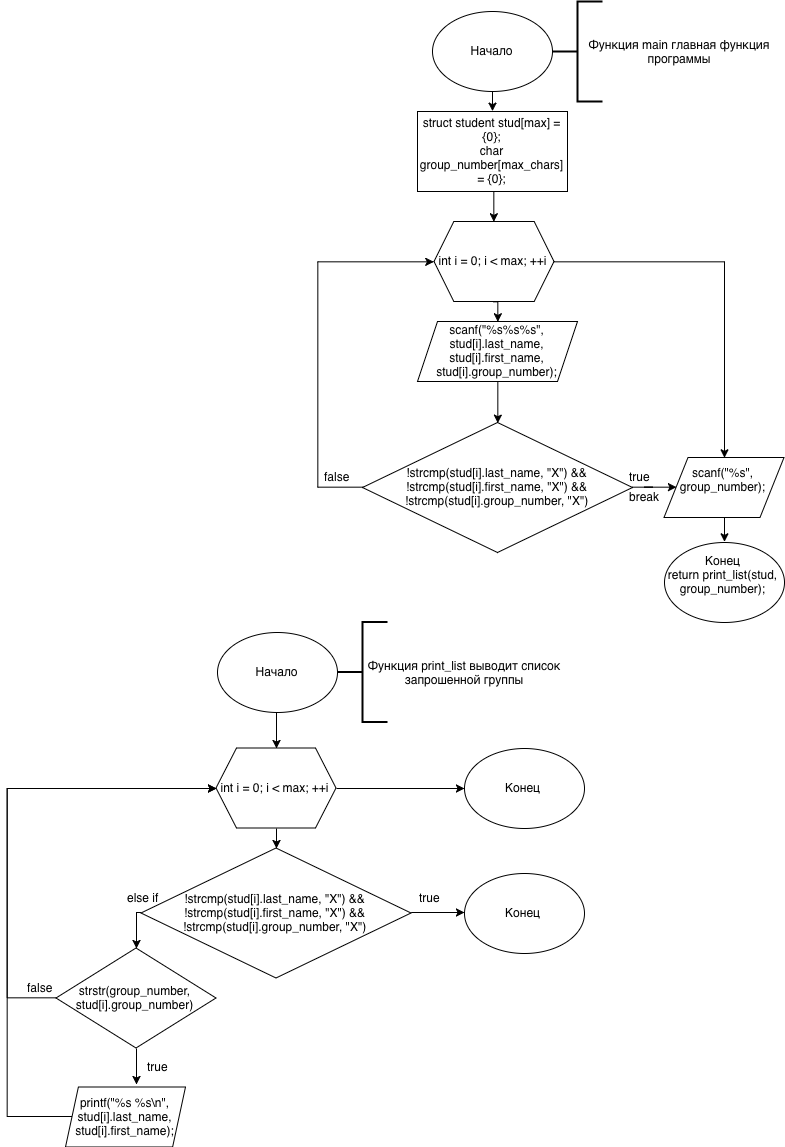 Начало
Функция main главная функция
программы
struct student stud[max] =
{0};
char
group_number[max_chars]
= {0};
int i = 0; i < max; ++i
scanf("%s%s%s",
stud[i].last_name,
stud[i].first_name,
stud[i].group_number);
false
!strcmp(stud[i].last_name, "X") &&
!strcmp(stud[i].first_name, "X") &&
!strcmp(stud[i].group_number, "X")
true
break
scanf("%s",
group_number);
Конец
return print_list(stud,
group_number);
Начало
Функция print_list выводит список
запрошенной группы
int i = 0; i < max; ++i
Конец
else if
!strcmp(stud[i].last_name, "X") &&
!strcmp(stud[i].first_name, "X") &&
!strcmp(stud[i].group_number, "X")
true
Конец
false
strstr(group_number,
stud[i].group_number)
true
printf("%s %s\n",
stud[i].last_name,
stud[i].first_name);